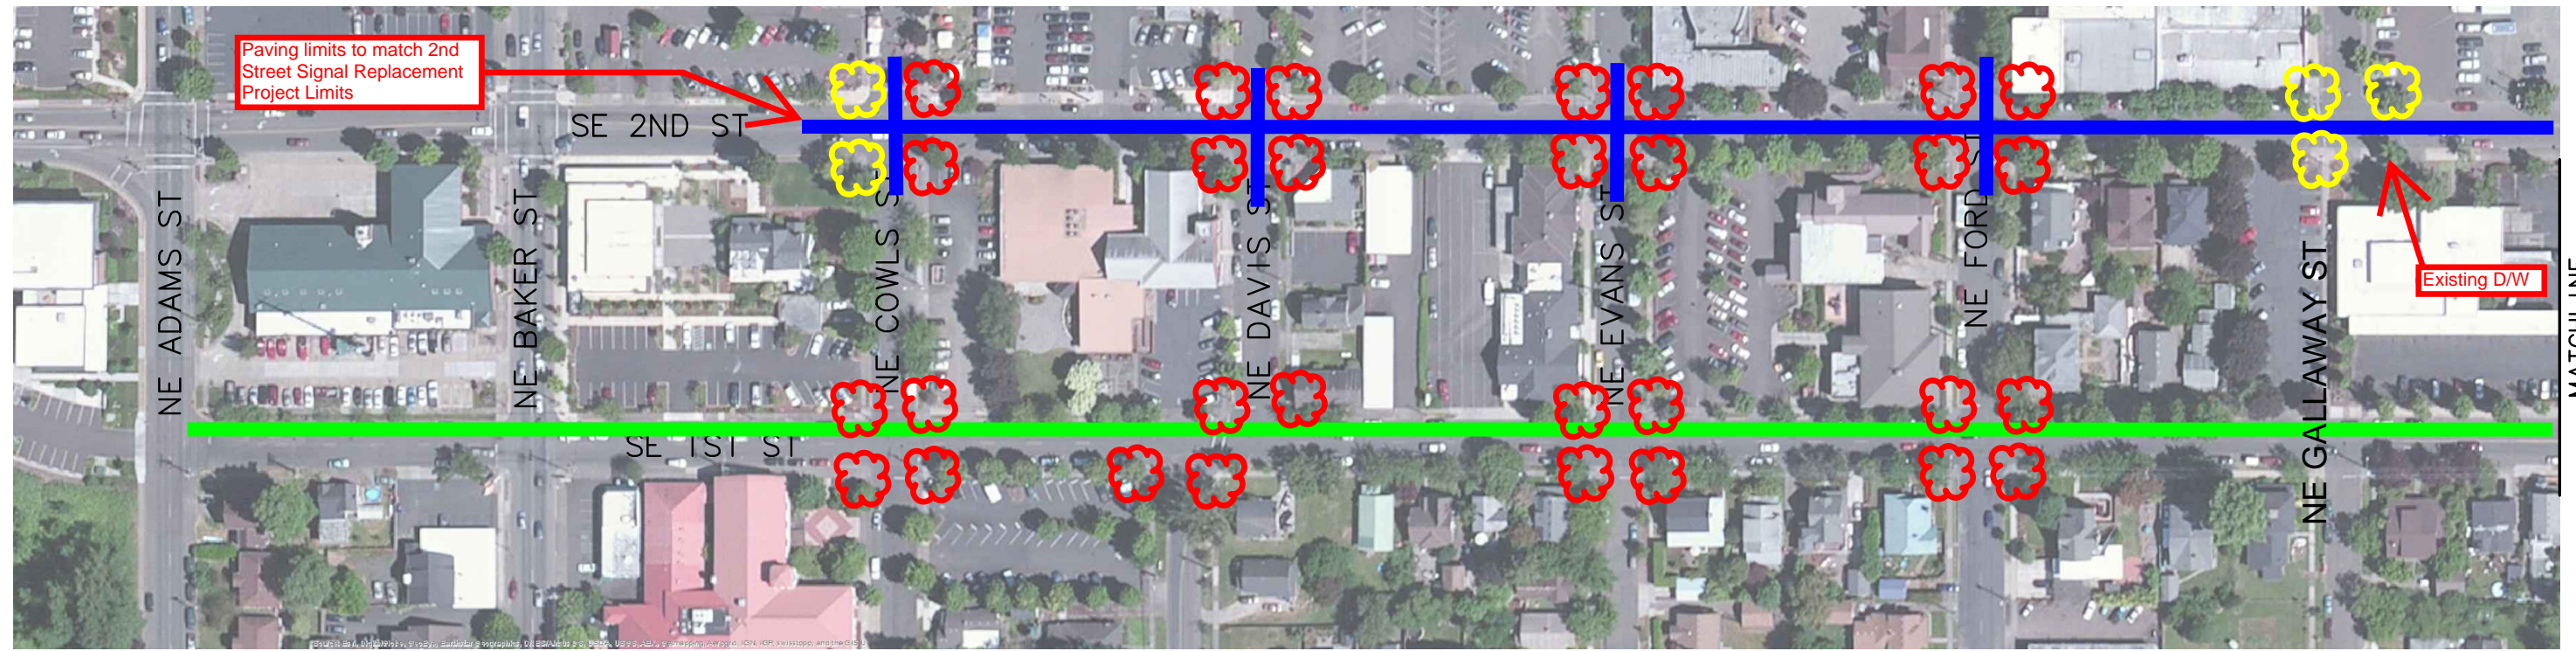 Paving limits to match 2nd
Street Signal Replacement
Project Limits
SE 2ND ST
NE ADAMS ST
NE BAKER ST
NE COWLS ST
NE DAVIS ST
NE EVANS ST
NE FORD ST
NE GALLAWAY ST
Existing D/W
SE 1ST ST